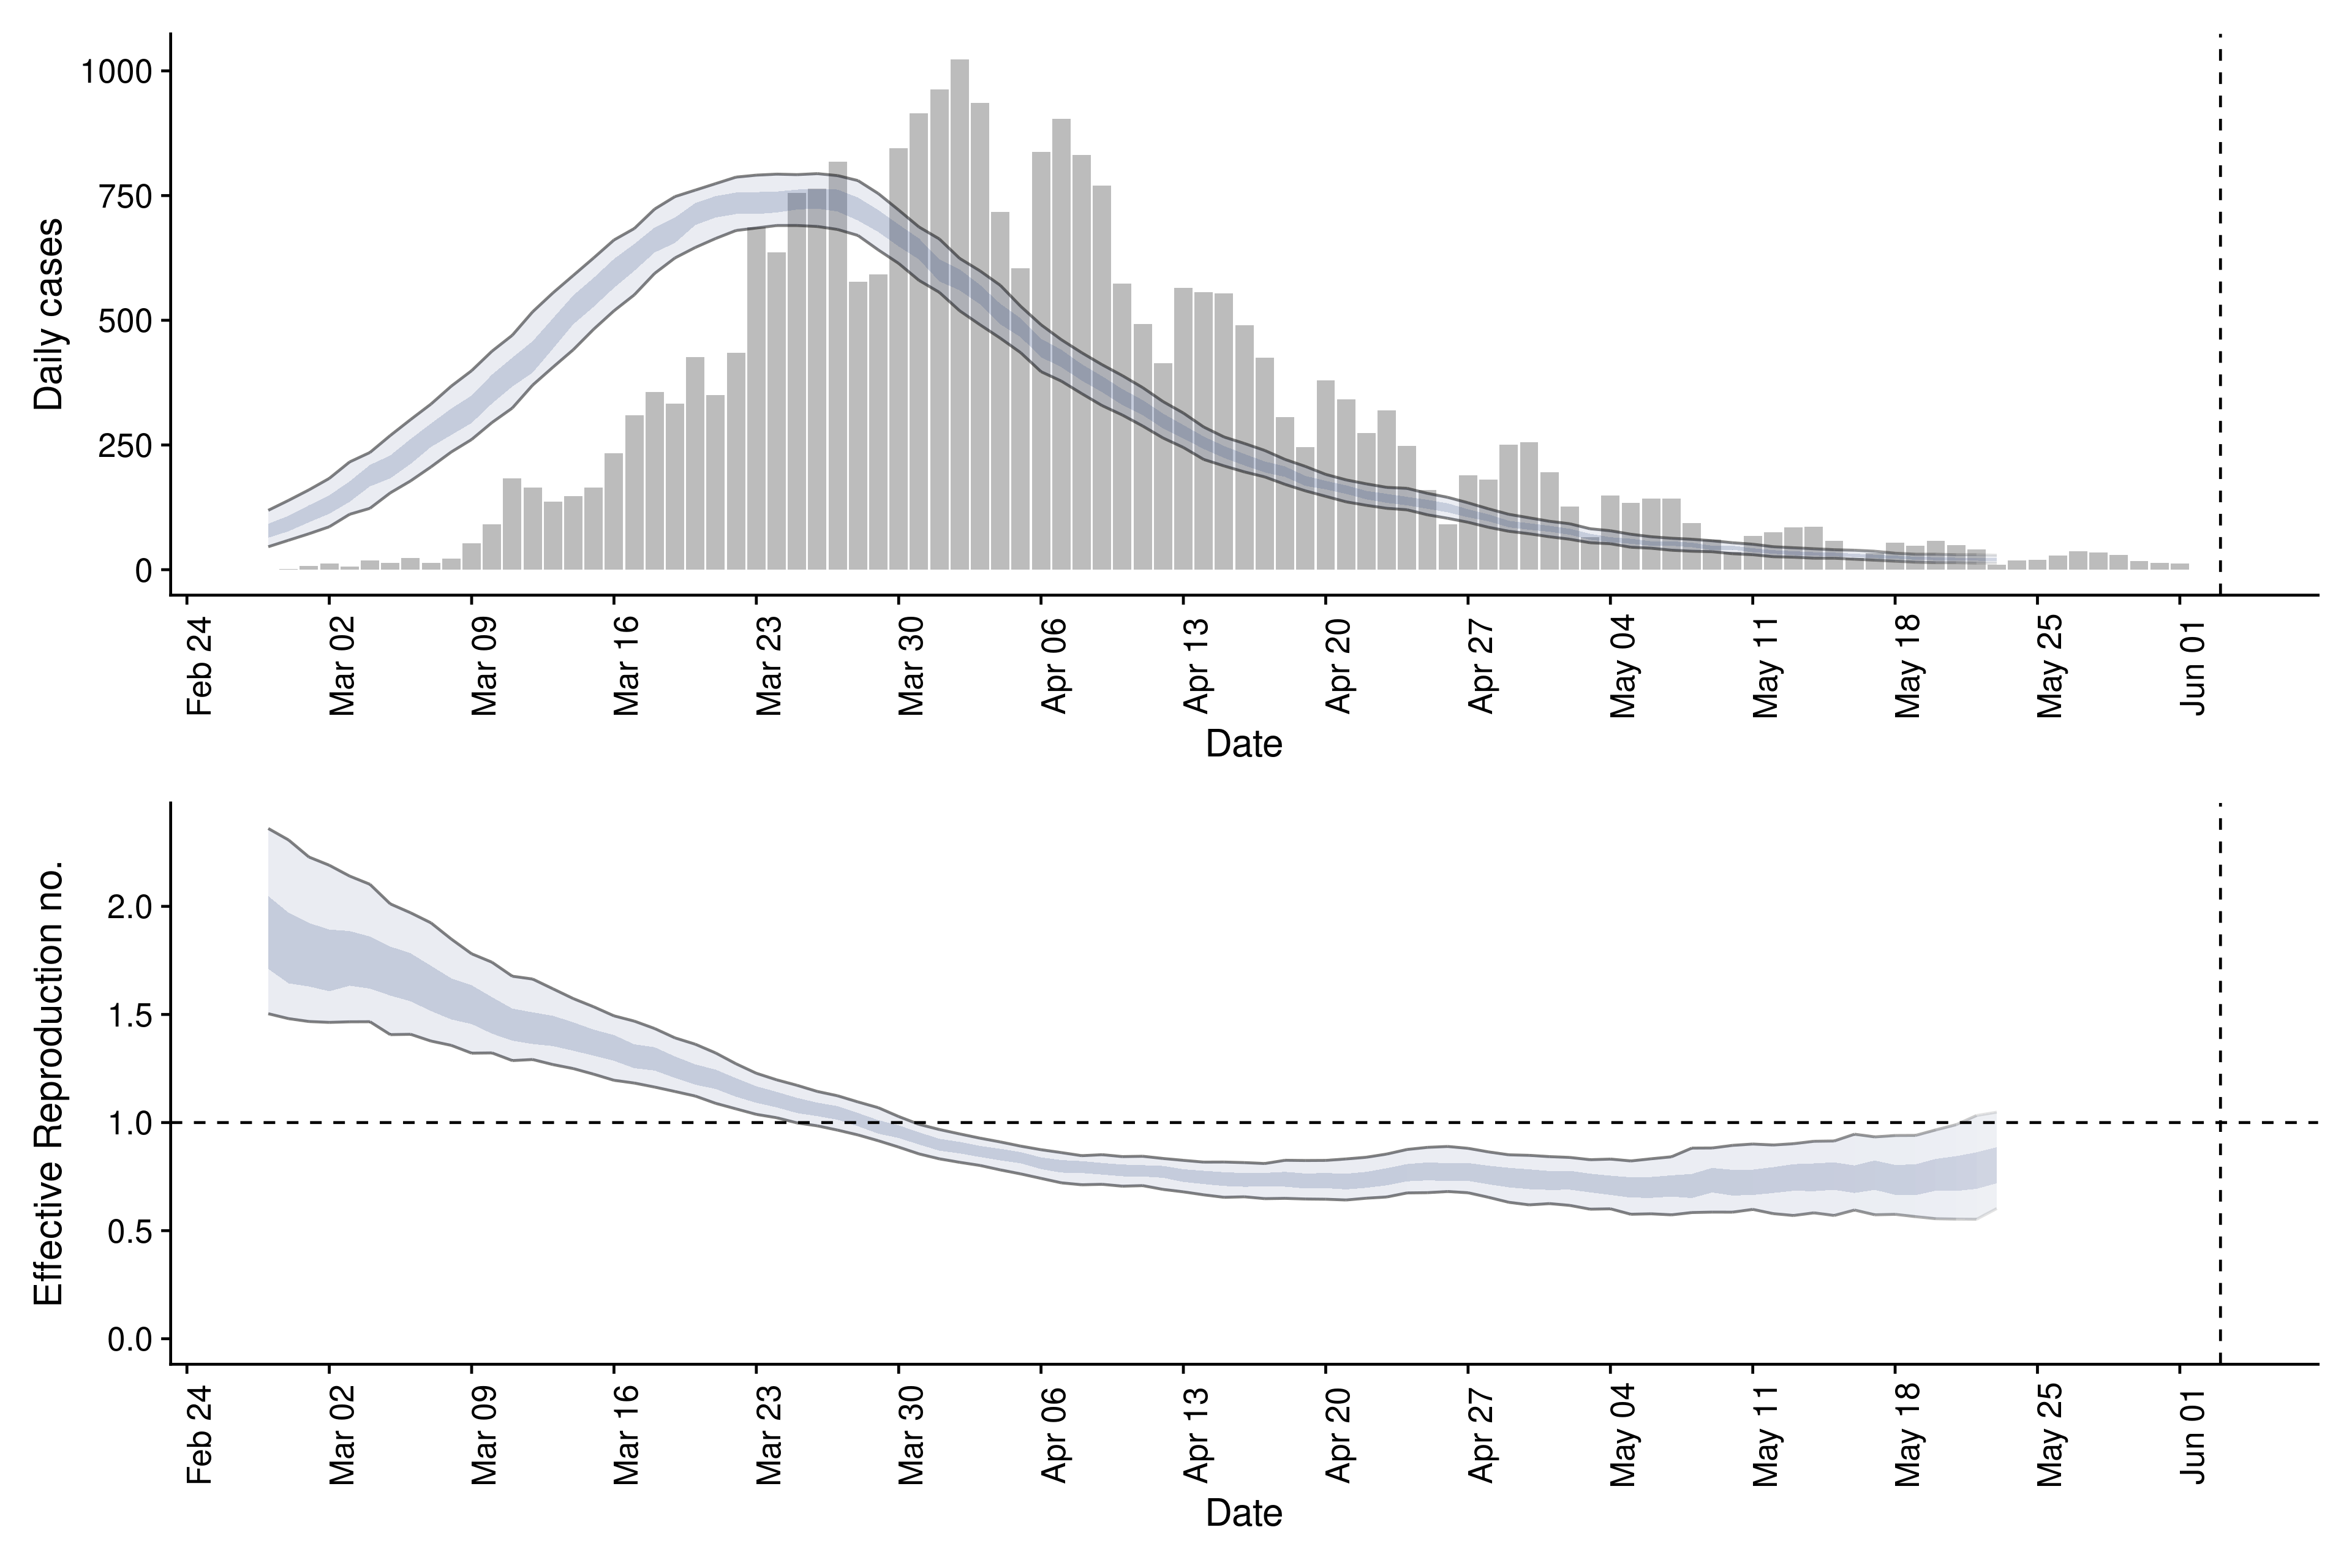 Daily cases
1000
750
500
250
0
Feb 24
Mar 02
Mar 09
Mar 16
Mar 23
Mar 30
Apr 06
Apr 13
Apr 20
Apr 27
May 04
May 11
May 18
May 25
Jun 01
Date
Effective Reproduction no.
2.0
1.5
1.0
0.5
0.0
Feb 24
Mar 02
Mar 09
Mar 16
Mar 23
Mar 30
Apr 06
Apr 13
Apr 20
Apr 27
May 04
May 11
May 18
May 25
Jun 01
Date